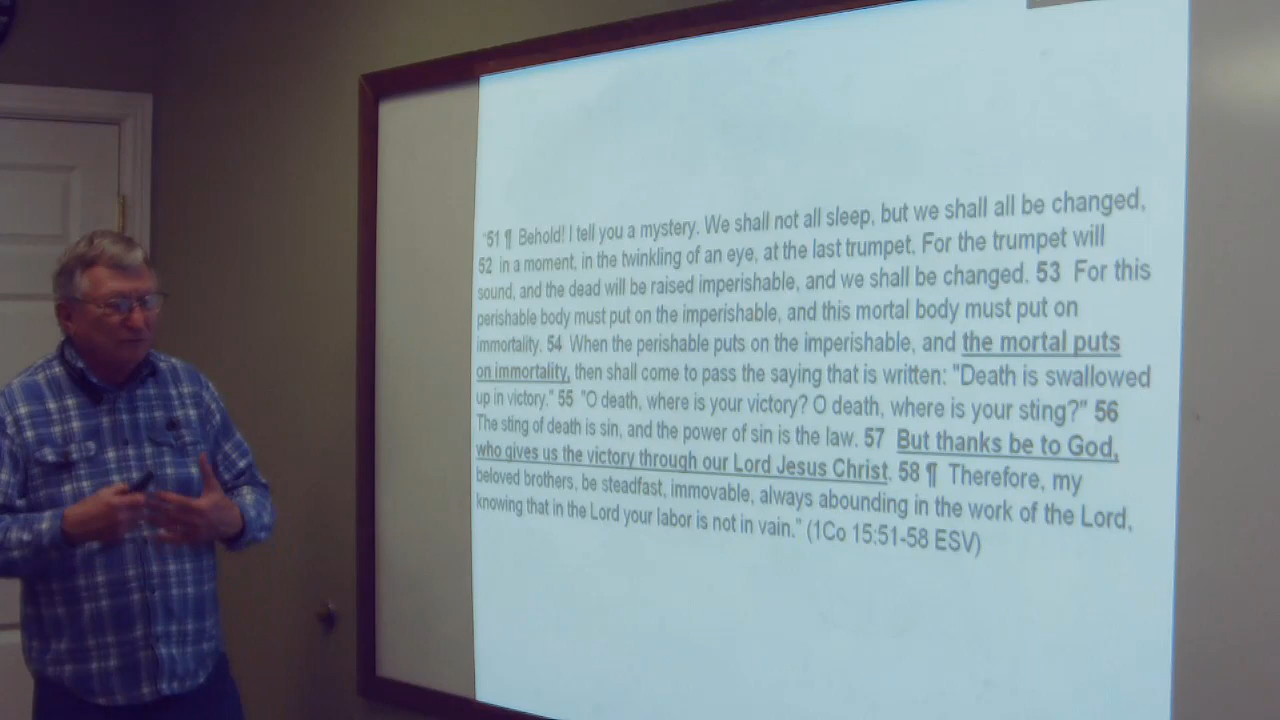 "51 ¶ Behold! I tell you a mystery. We shall not all sleep, but we shall all be changed,
52 in a moment, in the twinkling of an eye, at the last trumpet. For the trumpet will
sound, and the dead will be raised imperishable, and we shall be changed. 53 For this
perishable body must put on the imperishable, and this mortal body must put on
immortality. 54 When the perishable puts on the imperishable, and the mortal puts
on immortality, then shall come to pass the saying that is written: "Death is swallowed
up in victory." 55 "O death, where is your victory? O death, where is your sting?" 56
The sting of death is sin, and the power of sin is the law. 57 But thanks be to God,
who gives us the victory through our Lord Jesus Christ. 58 ¶ Therefore, my
beloved brothers, be steadfast, immovable, always abounding in the work of the Lord,
knowing that in the Lord your labor is not in vain." (1Co 15:51-58 ESV)